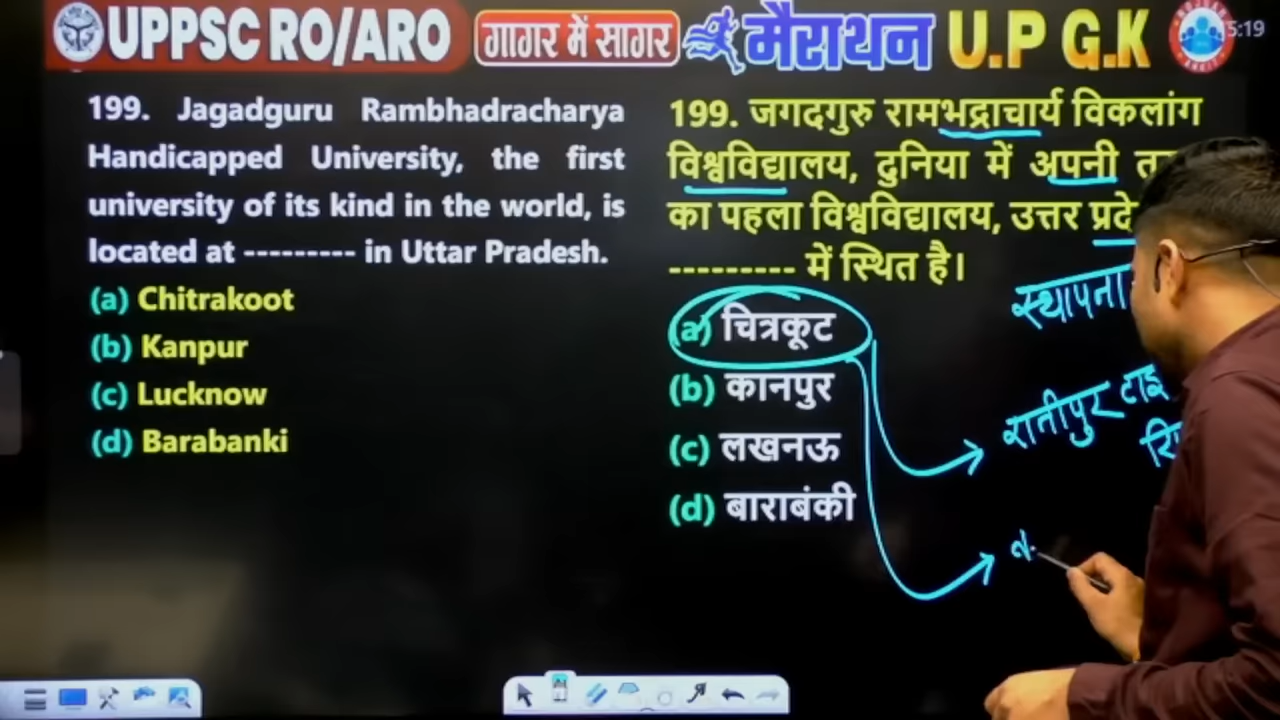 UPPSC RO/ARO
गागर में सागर
मैराथन
U.P G.K
5:19
199. Jagadguru Rambhadracharya
Handicapped University, the first
university of its kind in the world, is
located at --------- in Uttar Pradesh.
(a) Chitrakoot
(b) Kanpur
(c) Lucknow
(d) Barabanki
199. जगदगुरु रामभद्राचार्य विकलांग
विश्वविद्यालय, दुनिया में अपनी
का पहला विश्वविद्यालय, उत्तर
--------- में स्थित है।
(a) चित्रकूट
(b) कानपुर
(c) लखनऊ
(d) बाराबंकी
स्थापना
रानीपुर